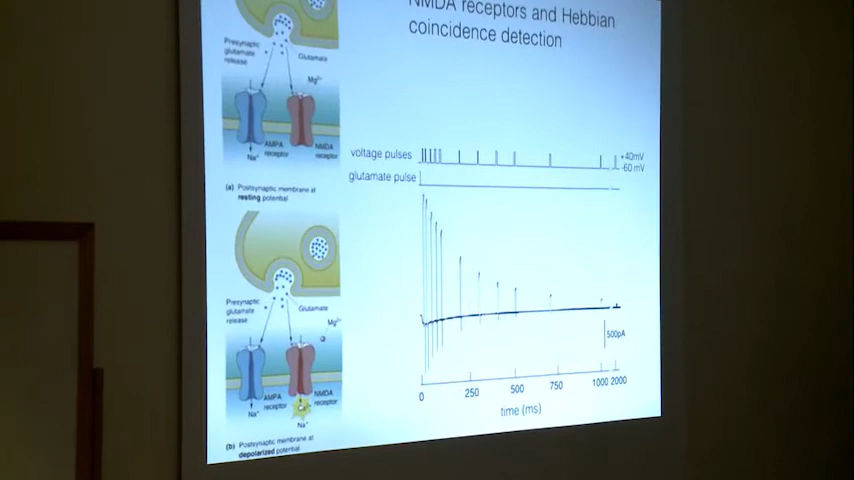 NMDA receptors and Hebbian
coincidence detection
Presynaptic
glutamate
release
Glutamate
Mg2+
AMPA
receptor
NMDA
receptor
Na+
(a) Postsynaptic membrane at
resting potential
voltage pulses
+40mV
-60 mV
glutamate pulse
Presynaptic
glutamate
release
Glutamate
Mg2+
AMPA
receptor
NMDA
receptor
Na+
Na+
(b) Postsynaptic membrane at
depolarized potential
500pA
0 250 500 750 1000 2000
time (ms)